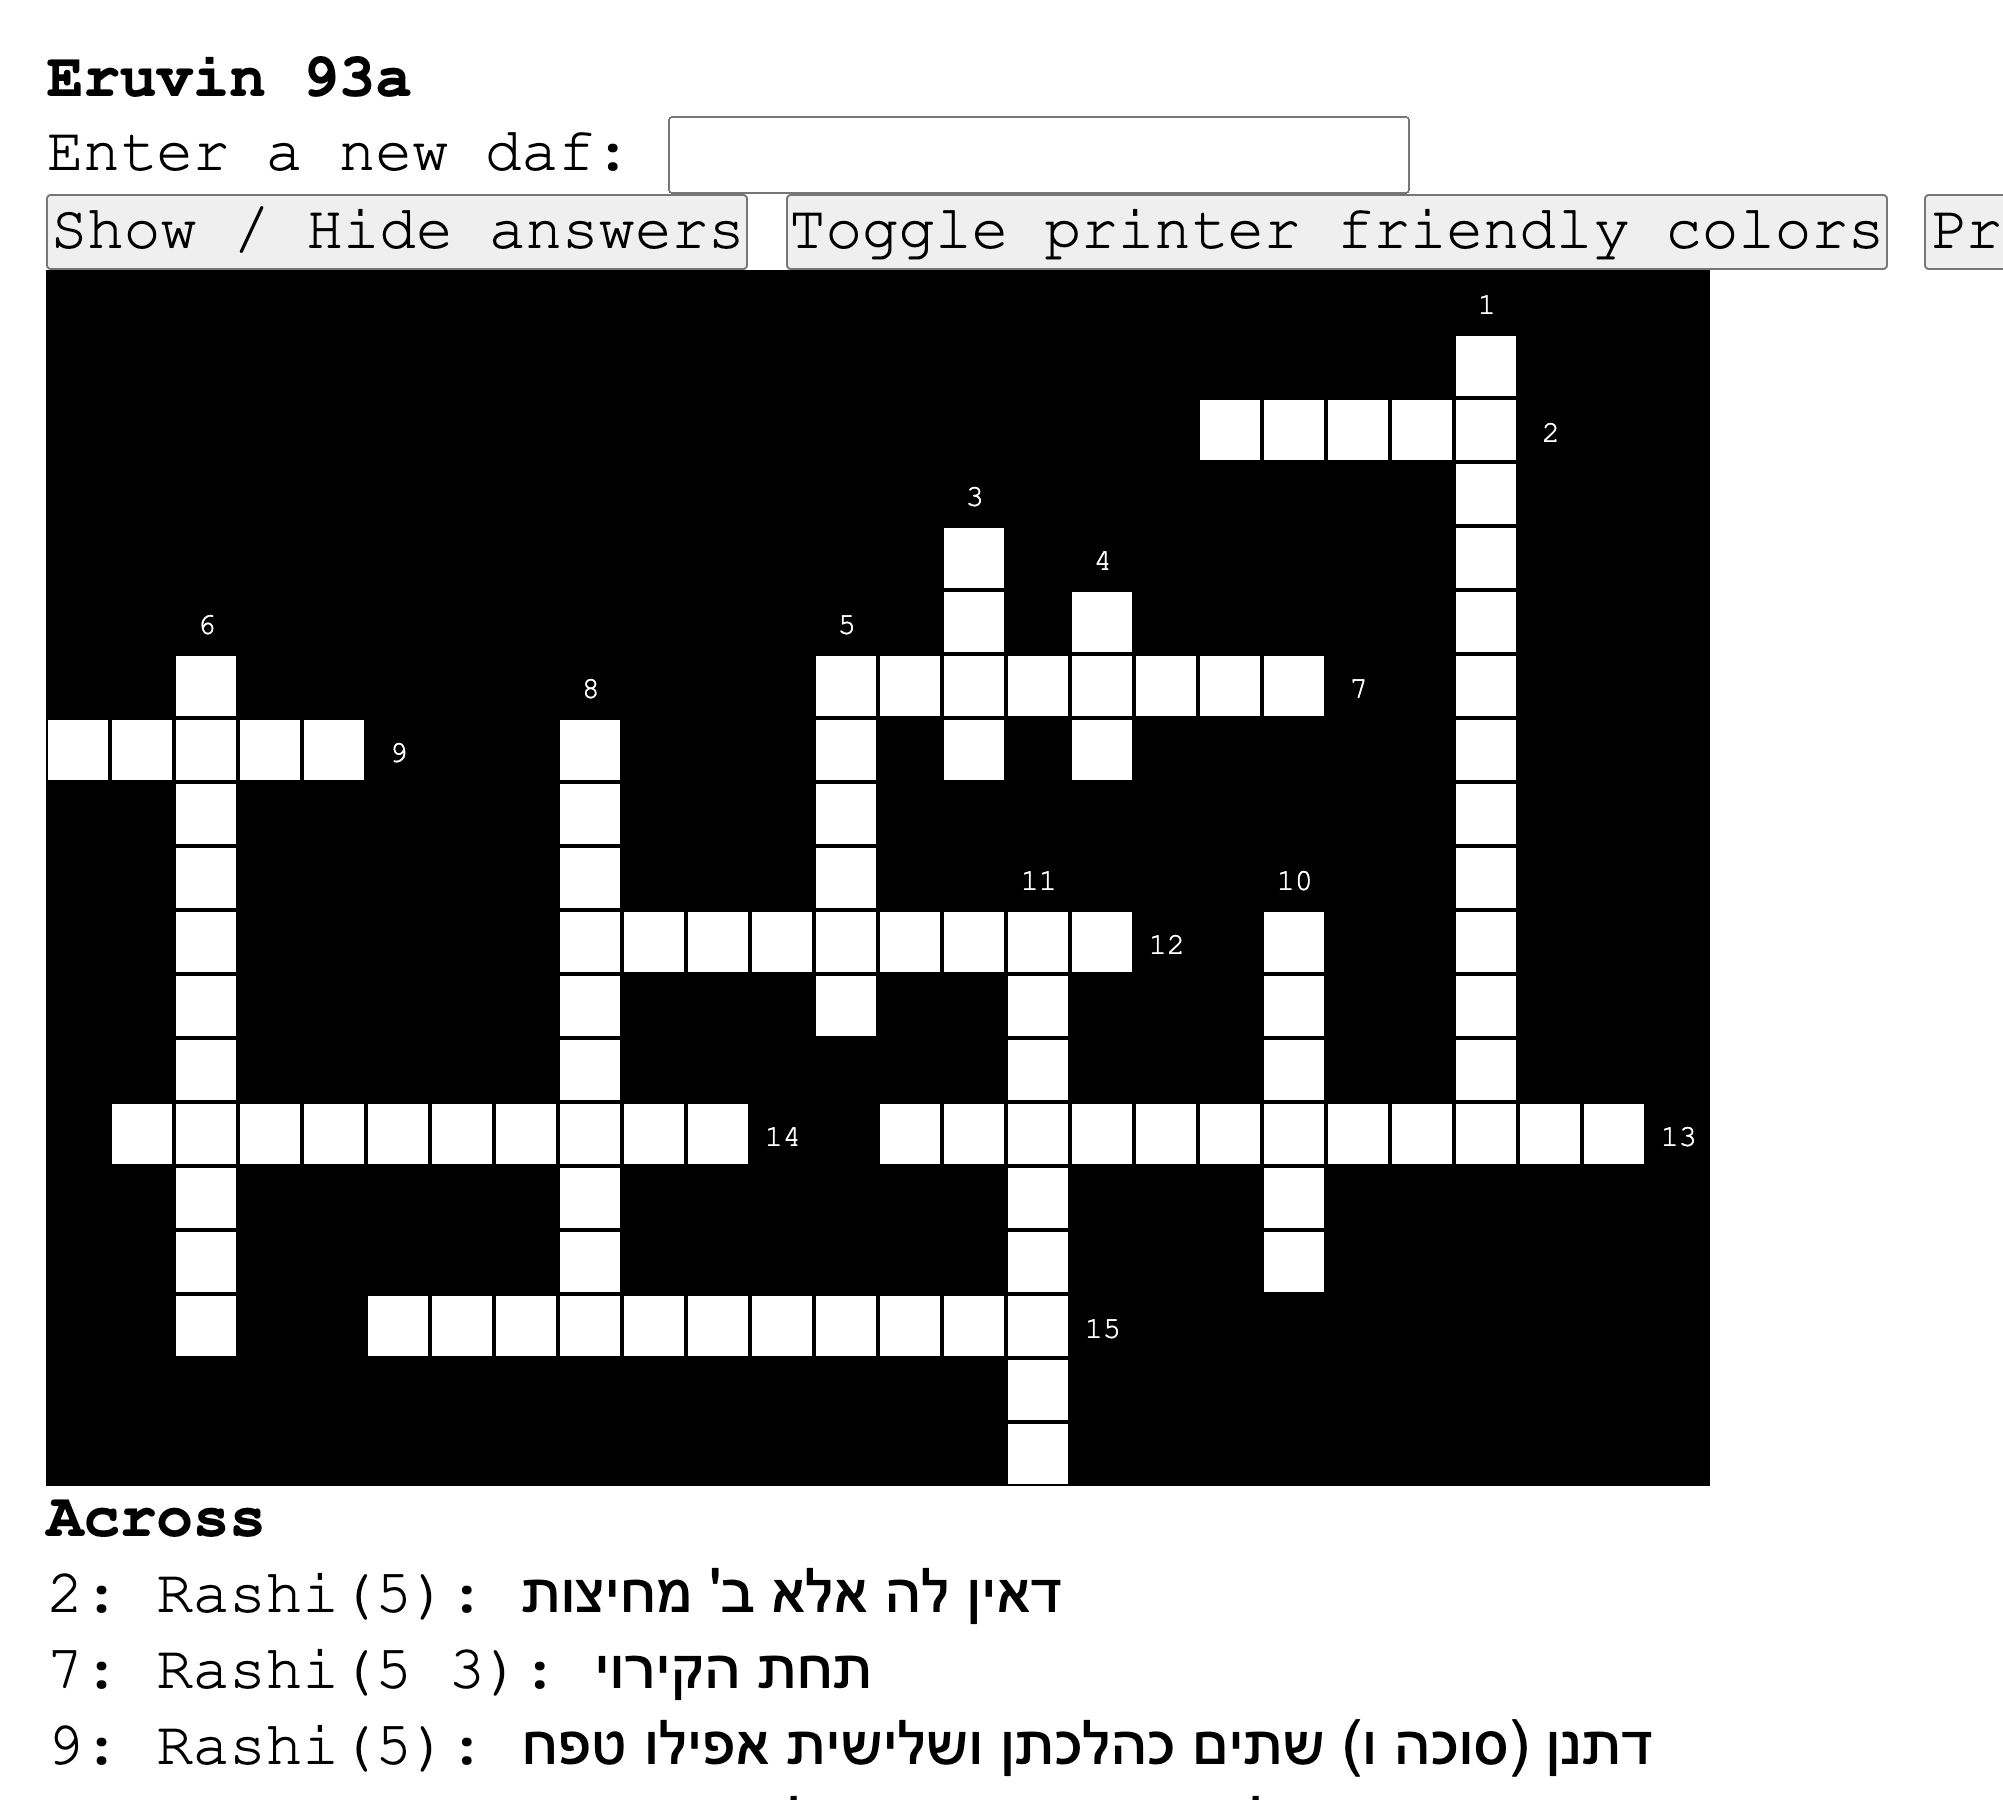 Eruvin 93a
Enter a new daf:
Show / Hide answers Toggle printer friendly colors Pr
1
2
3
4
6 5
8 7
9
11 10
12
14 13
15
Across
2: Rashi(5): דאין לה אלא ב' מחיצות
7: Rashi(5 3): תחת הקירוי
9: Rashi(5): דתנן (סוכה ו) שתים כהלכתן ושלישית אפילו טפח